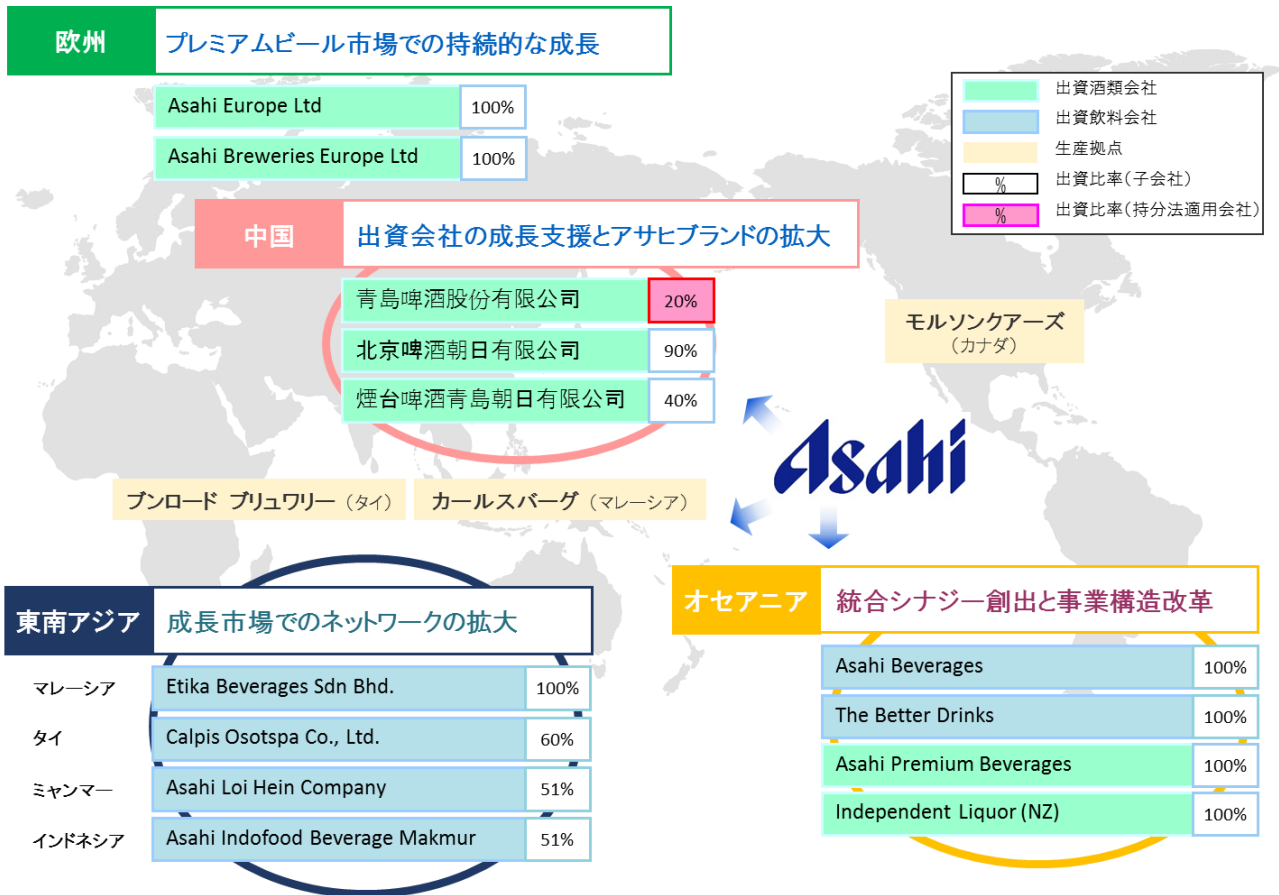 欧州
プレミアムビール市場での持続的な成長
Asahi Europe Ltd 100%
Asahi Breweries Europe Ltd 100%
出資酒類会社
出資飲料会社
生産拠点
% 出資比率(子会社)
% 出資比率(持分法適用会社)
中国
出資会社の成長支援とアサヒブランドの拡大
青島啤酒股份有限公司 20%
北京啤酒朝日有限公司 90%
煙台啤酒青島朝日有限公司 40%
モルソンクアーズ
(カナダ)
Asahi
ブンロード ブリュワリー (タイ)
カールスバーグ (マレーシア)
東南アジア
成長市場でのネットワークの拡大
マレーシア Etika Beverages Sdn Bhd. 100%
タイ Calpis Osotspa Co., Ltd. 60%
ミャンマー Asahi Loi Hein Company 51%
インドネシア Asahi Indofood Beverage Makmur 51%
オセアニア
統合シナジー創出と事業構造改革
Asahi Beverages 100%
The Better Drinks 100%
Asahi Premium Beverages 100%
Independent Liquor (NZ) 100%